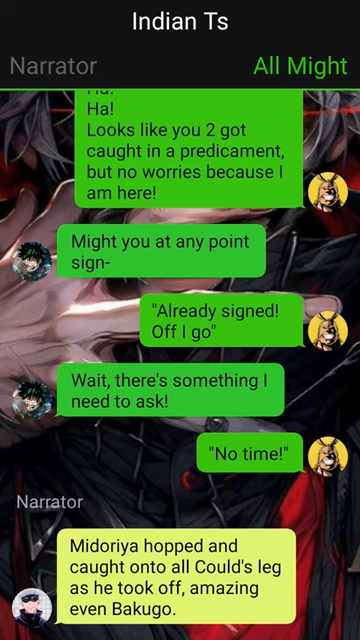 Indian Ts
Narrator
All Might
Ha!
Ha!
Looks like you 2 got
caught in a predicament,
but no worries because I
am here!
Might you at any point
sign-
"Already signed!
Off I go"
Wait, there's something I
need to ask!
"No time!"
Narrator
Midoriya hopped and
caught onto all Could's leg
as he took off, amazing
even Bakugo.